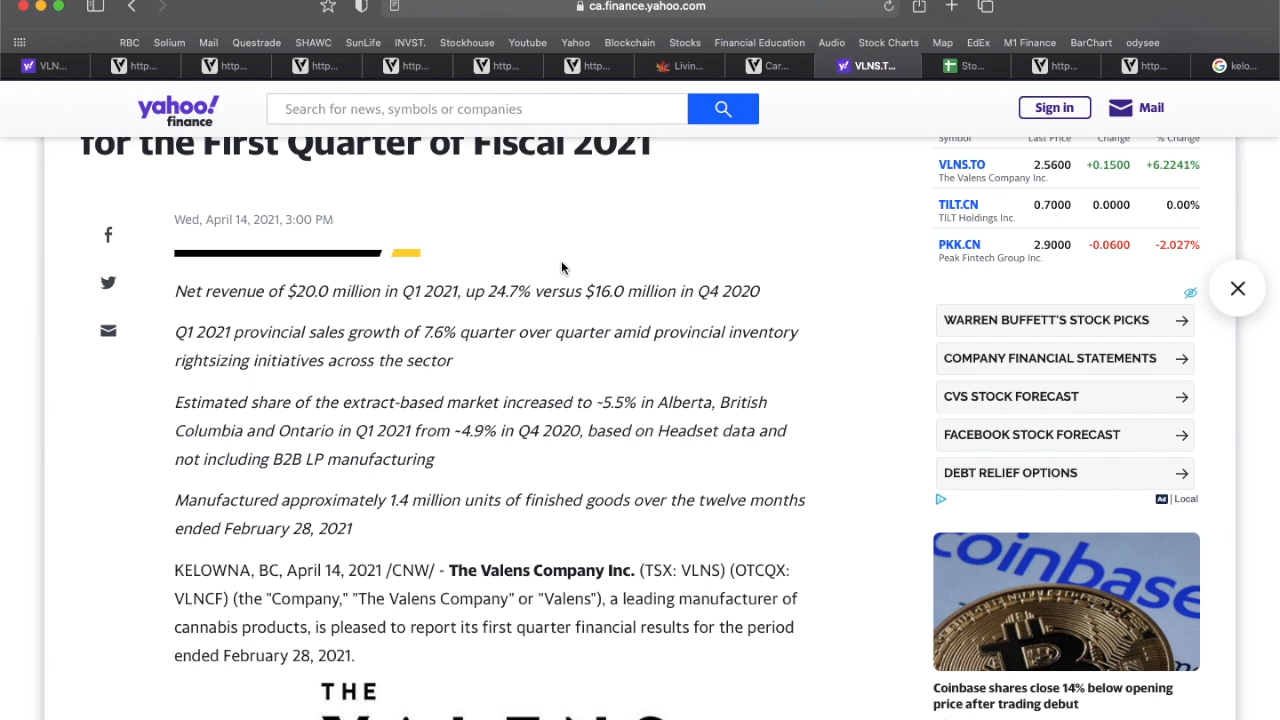 ca.finance.yahoo.com
RBC Solium Mail Questrade SHAWC SunLife INVST. Stockhouse Youtube Yahoo Blockchain Stocks Financial Education Audio Stock Charts Map EdEx M1 Finance BarChart odysee
VLN... http... http... http... http... http... http... Livin... Car... VLNS.T... Sto... http... http... kelo...
yahoo!
finance
Search for news, symbols or companies
Sign in
Mail
for the First Quarter of Fiscal 2021
Wed, April 14, 2021, 3:00 PM
Net revenue of $20.0 million in Q1 2021, up 24.7% versus $16.0 million in Q4 2020
Q1 2021 provincial sales growth of 7.6% quarter over quarter amid provincial inventory
rightsizing initiatives across the sector
Estimated share of the extract-based market increased to ~5.5% in Alberta, British
Columbia and Ontario in Q1 2021 from ~4.9% in Q4 2020, based on Headset data and
not including B2B LP manufacturing
Manufactured approximately 1.4 million units of finished goods over the twelve months
ended February 28, 2021
KELOWNA, BC, April 14, 2021 /CNW/ - The Valens Company Inc. (TSX: VLNS) (OTCQX:
VLNCF) (the "Company," "The Valens Company" or "Valens"), a leading manufacturer of
cannabis products, is pleased to report its first quarter financial results for the period
ended February 28, 2021.
THE
VALENS
Symbol Last Price Change % Change
VLNS.TO 2.5600 +0.1500 +6.2241%
The Valens Company Inc.
TILT.CN 0.7000 0.0000 0.00%
TILT Holdings Inc.
PKK.CN 2.9000 -0.0600 -2.027%
Peak Fintech Group Inc.
WARREN BUFFETT'S STOCK PICKS
COMPANY FINANCIAL STATEMENTS
CVS STOCK FORECAST
FACEBOOK STOCK FORECAST
DEBT RELIEF OPTIONS
Ad | Local
coinbase
Coinbase shares close 14% below opening
price after trading debut